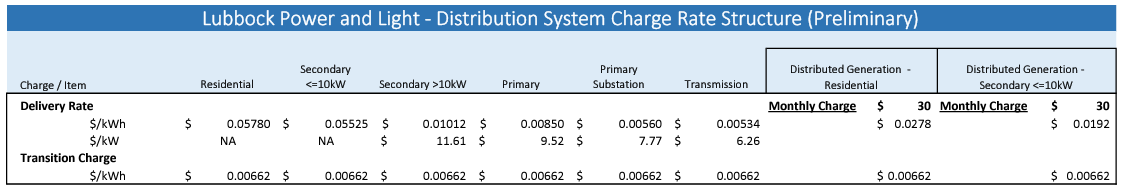 Lubbock Power and Light - Distribution System Charge Rate Structure (Preliminary)
Charge / Item Residential Secondary <=10kW Secondary >10kW Primary Primary Substation Transmission Distributed Generation - Residential Distributed Generation - Secondary <=10kW
Delivery Rate Monthly Charge $ 30 Monthly Charge $ 30
$/kWh $ 0.05780 $ 0.05525 $ 0.01012 $ 0.00850 $ 0.00560 $ 0.00534 $ 0.0278 $ 0.0192
$/kW NA NA $ 11.61 $ 9.52 $ 7.77 $ 6.26
Transition Charge
$/kWh $ 0.00662 $ 0.00662 $ 0.00662 $ 0.00662 $ 0.00662 $ 0.00662 $ 0.00662 $ 0.00662